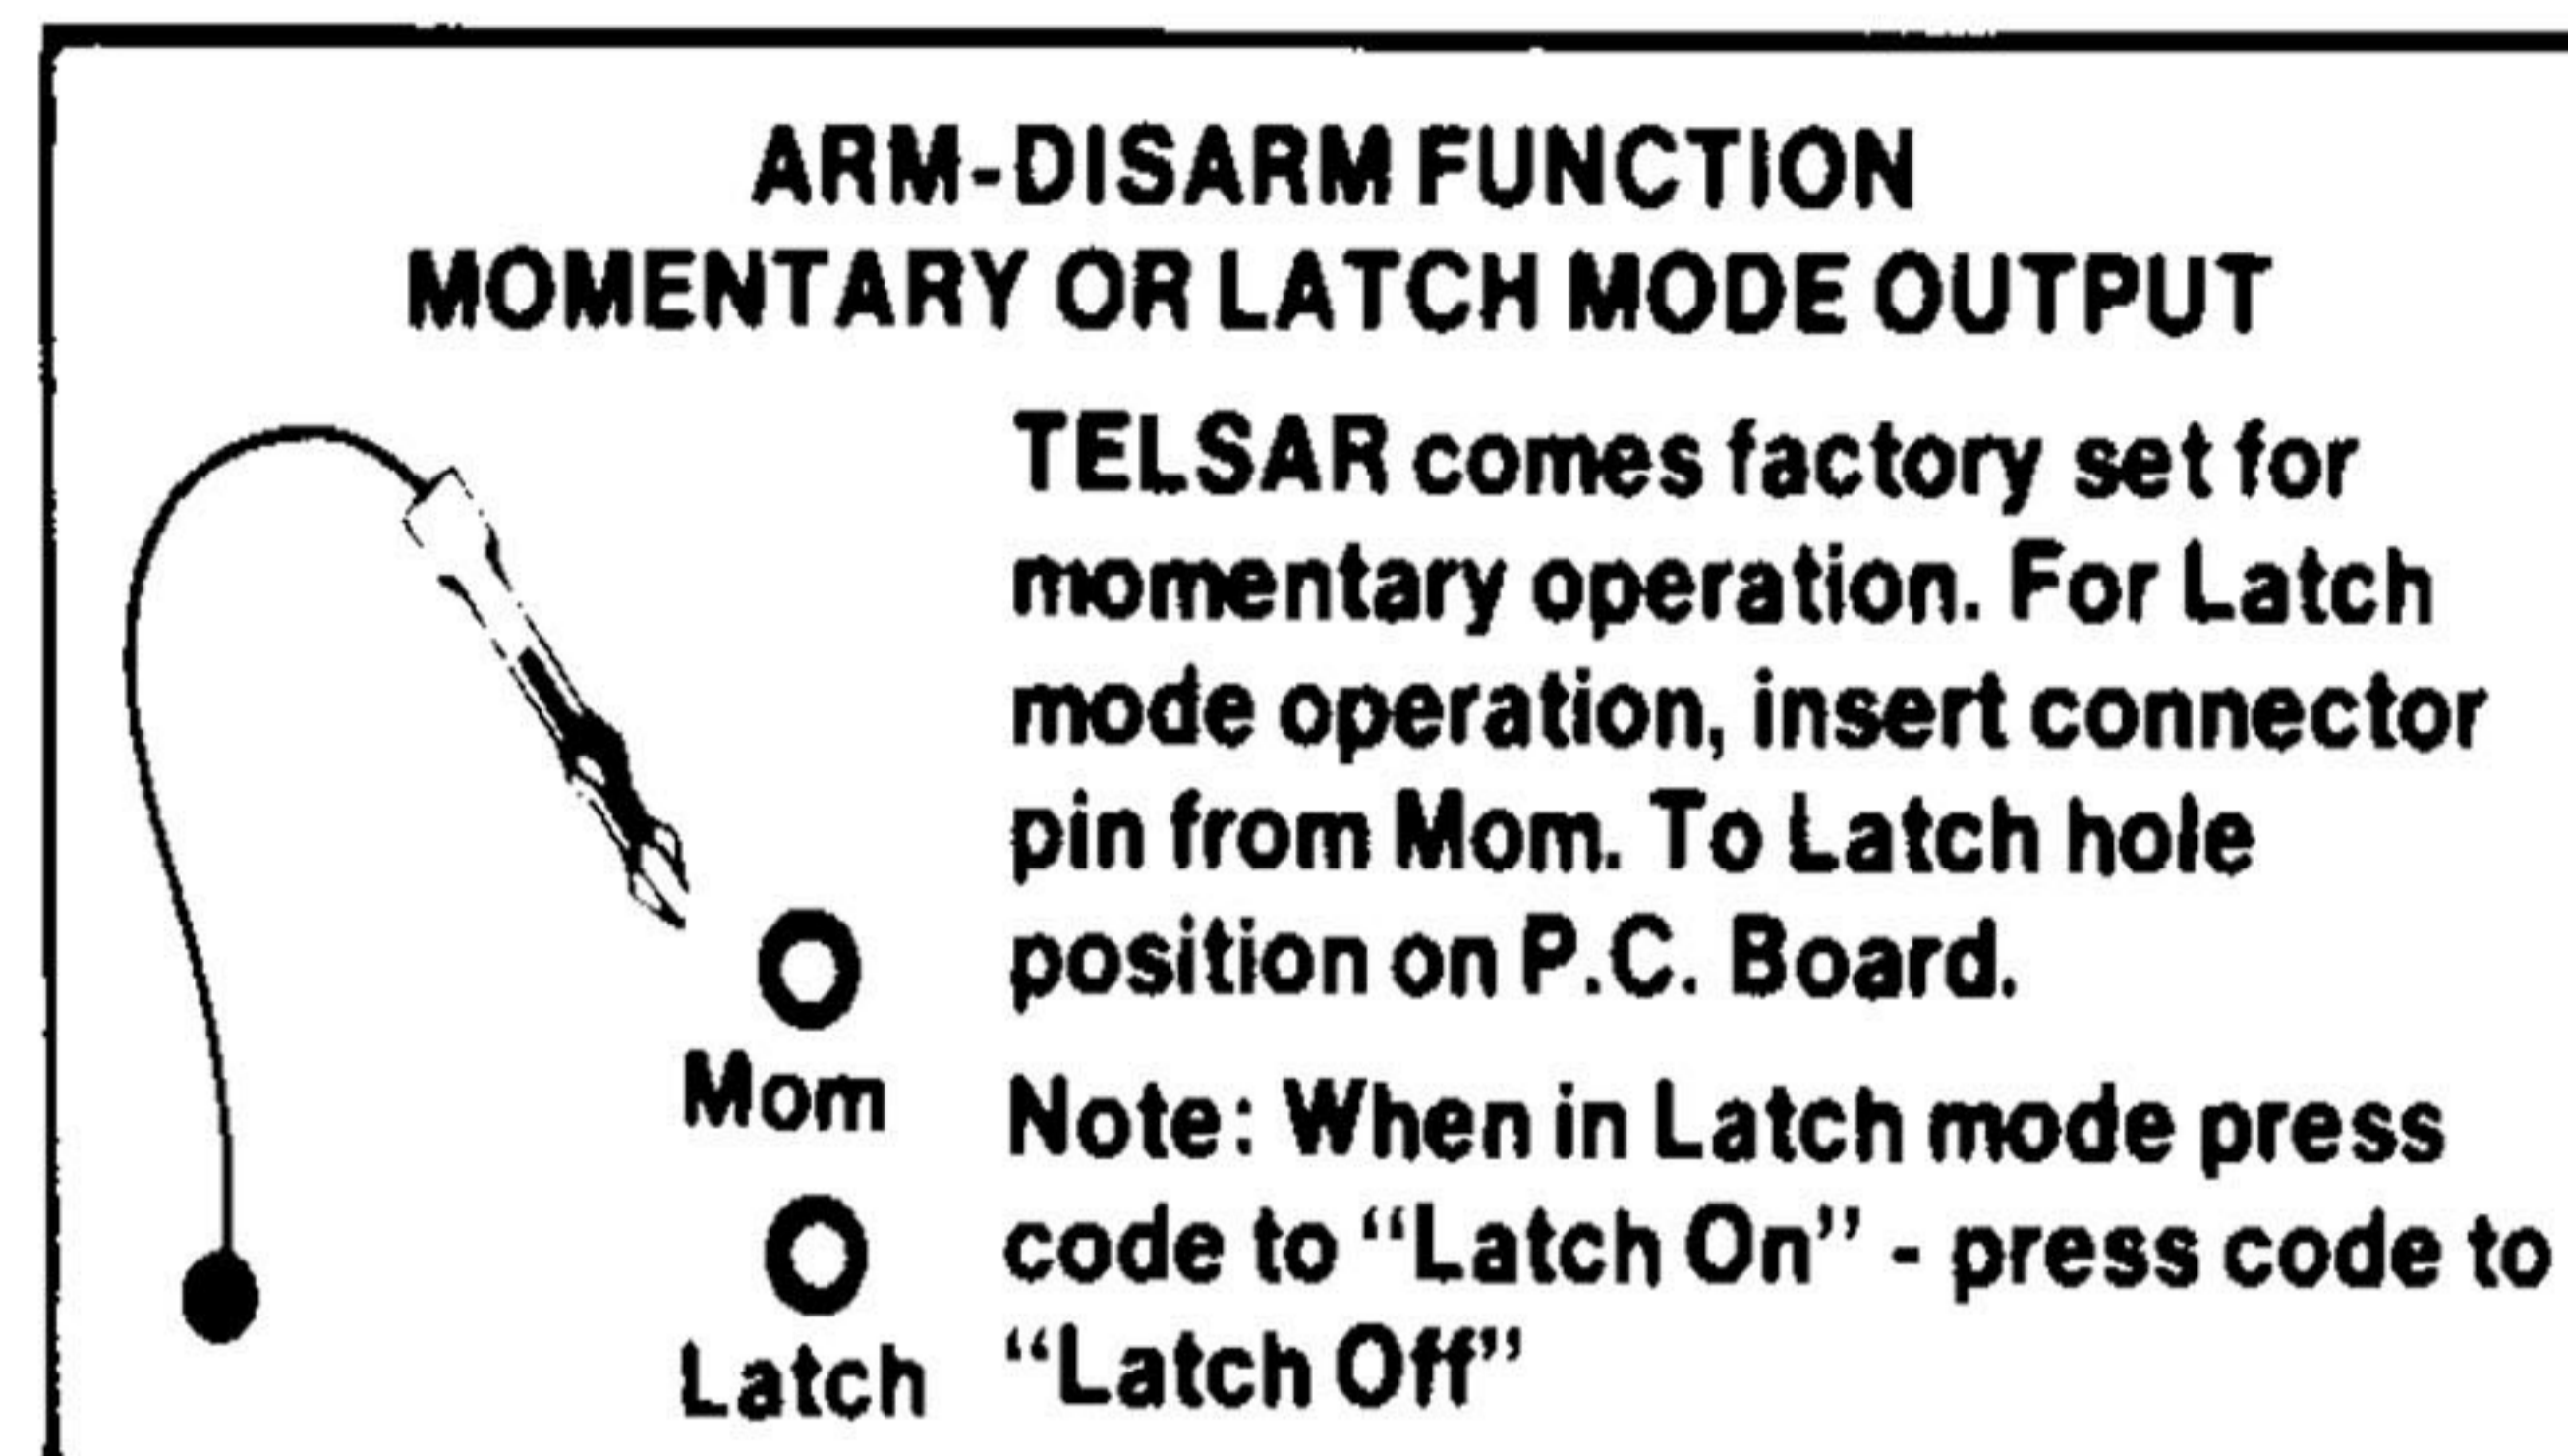 ARM-DISARM FUNCTION
MOMENTARY OR LATCH MODE OUTPUT
TELSAR comes factory set for
momentary operation. For Latch
mode operation, insert connector
pin from Mom. To Latch hole
position on P.C. Board.
Mom
Note: When in Latch mode press
code to “Latch On” - press code to
“Latch Off”
Latch